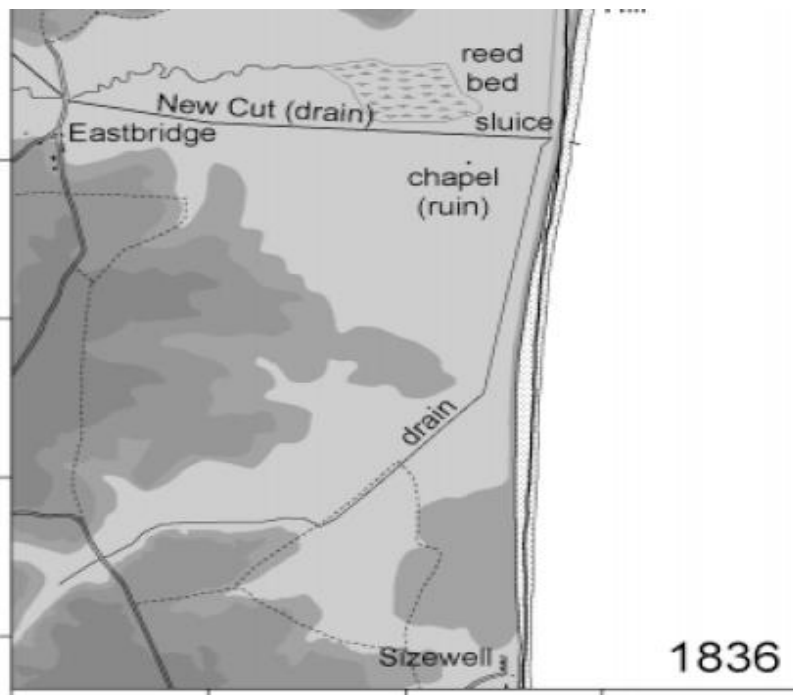 reed
bed
New Cut (drain)
sluice
Eastbridge
chapel
(ruin)
drain
Sizewell
1836